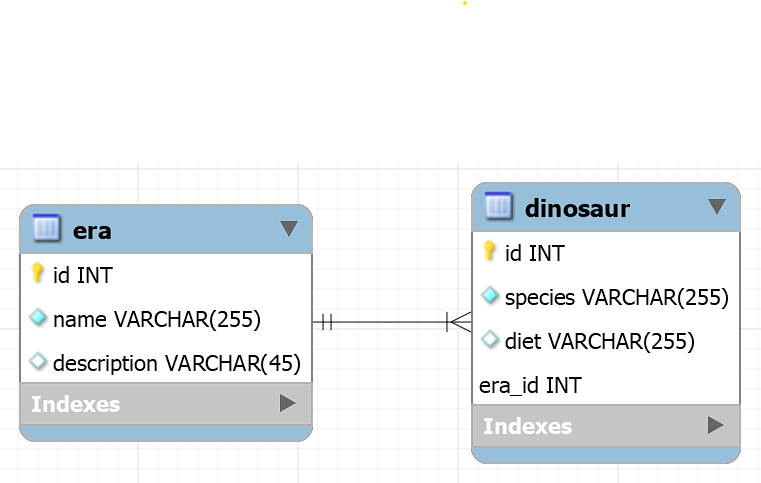 era
id INT
name VARCHAR(255)
description VARCHAR(45)
Indexes
dinosaur
id INT
species VARCHAR(255)
diet VARCHAR(255)
era_id INT
Indexes